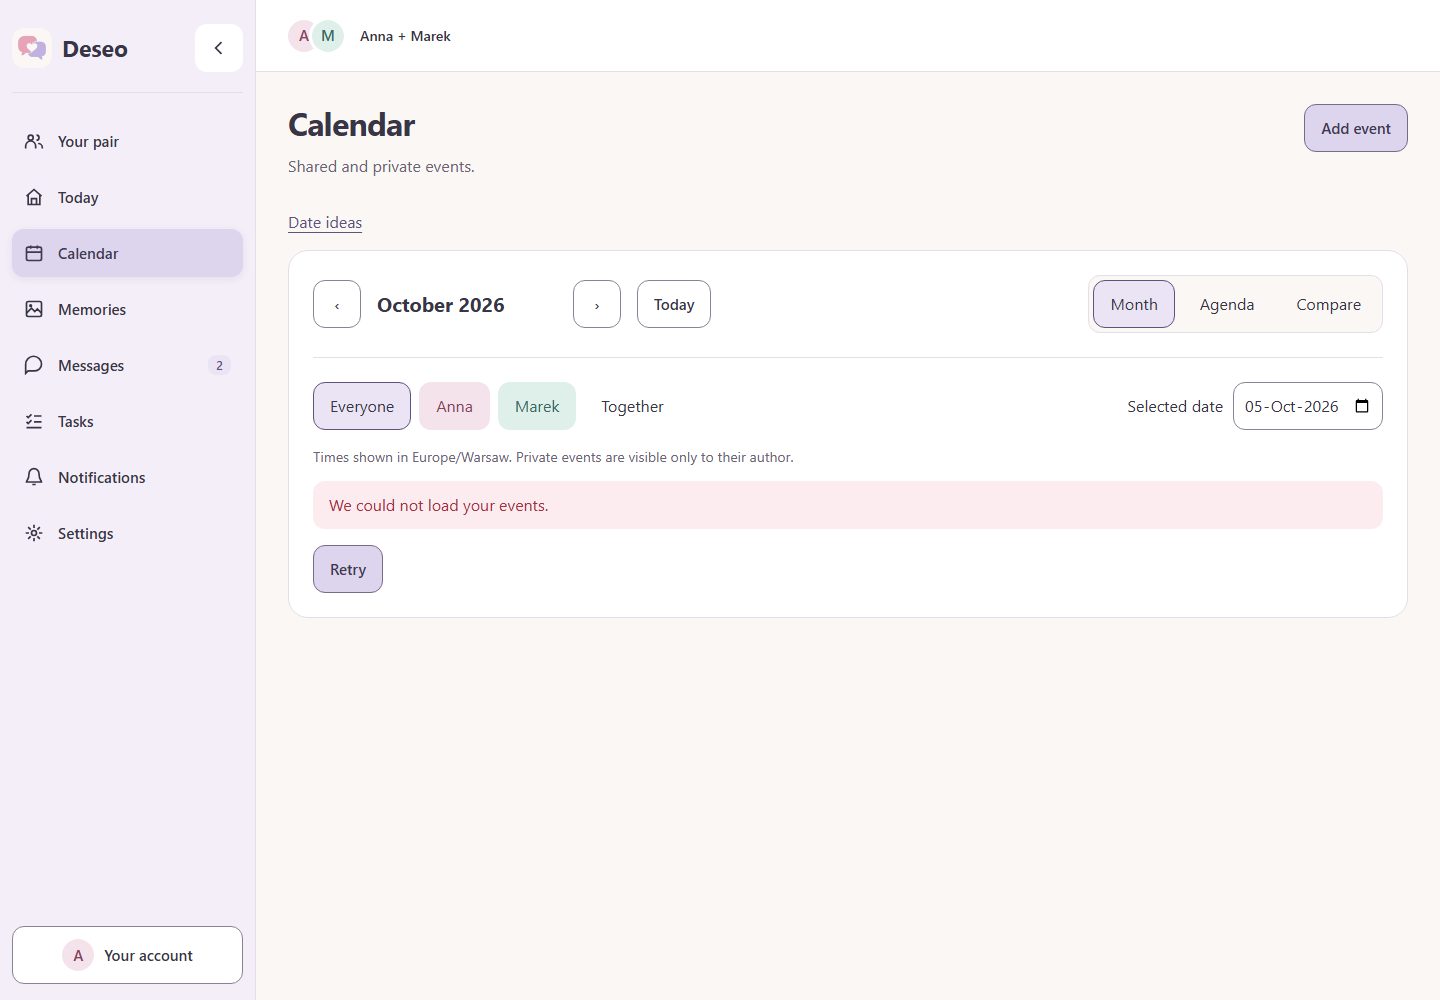 Deseo
Your pair
Today
Calendar
Memories
Messages 2
Tasks
Notifications
Settings
A Your account
A M Anna + Marek
Calendar
Add event
Shared and private events.
Date ideas
‹ October 2026 › Today Month Agenda Compare
Everyone Anna Marek Together Selected date 05-Oct-2026
Times shown in Europe/Warsaw. Private events are visible only to their author.
We could not load your events.
Retry